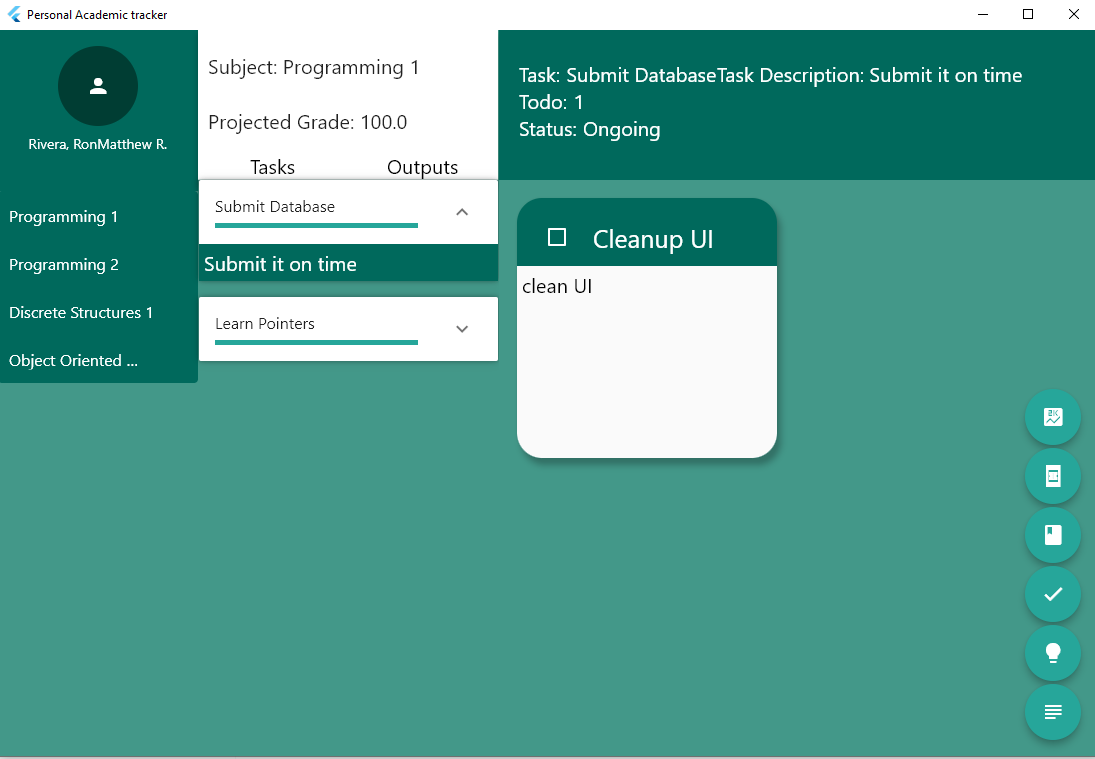 Personal Academic tracker
Rivera, RonMatthew R.
Programming 1
Programming 2
Discrete Structures 1
Object Oriented ...
Subject: Programming 1
Projected Grade: 100.0
Tasks
Outputs
Submit Database
Submit it on time
Learn Pointers
Task: Submit DatabaseTask Description: Submit it on time
Todo: 1
Status: Ongoing
Cleanup UI
clean UI
2K